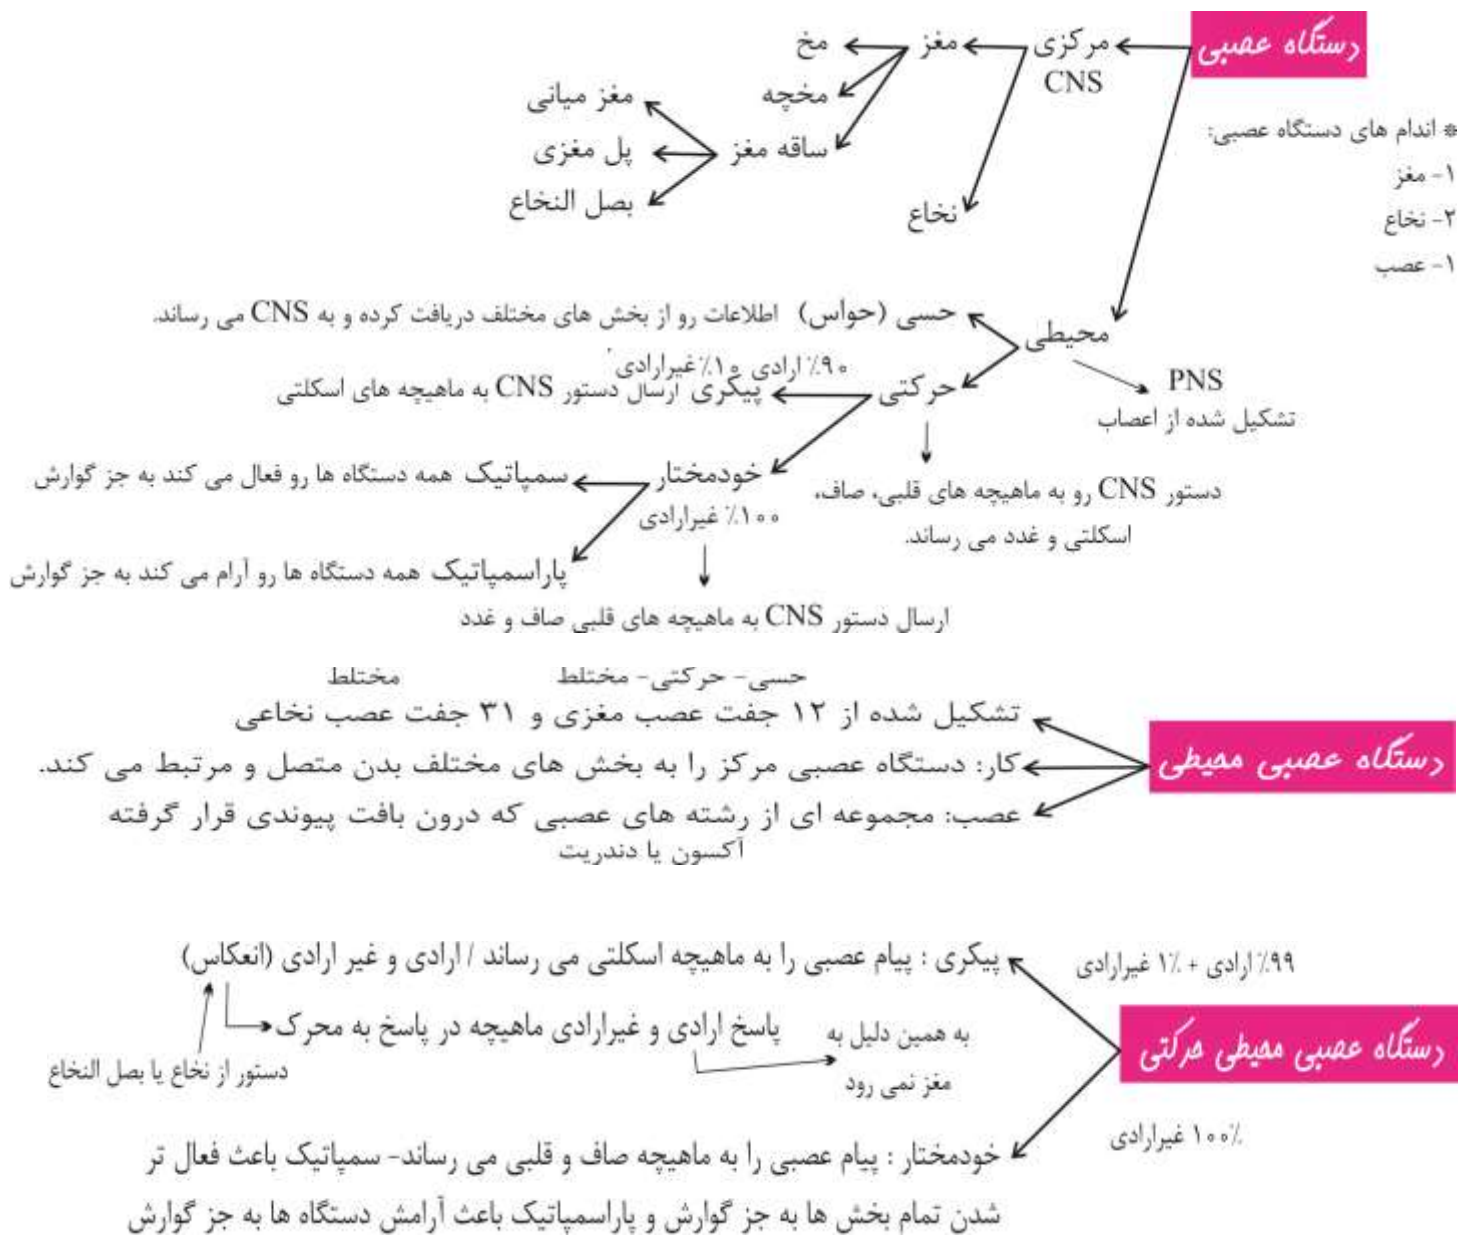 دستگاه عصبی
مرکزی
CNS
مغز
مخ
مخچه
ساقه مغز
مغز میانی
پل مغزی
بصل النخاع
نخاع
* اندام های دستگاه عصبی:
۱- مغز
۲- نخاع
۱- عصب
محیطی
PNS
تشکیل شده از اعصاب
حسی (حواس) اطلاعات رو از بخش های مختلف دریافت کرده و به CNS می رساند.
۹۰٪ ارادی ۱۰٪ غیرارادی
حرکتی
پیکری ارسال دستور CNS به ماهیچه های اسکلتی
دستور CNS رو به ماهیچه های قلبی، صاف،
اسکلتی و غدد می رساند.
خودمختار
۱۰۰٪ غیرارادی
سمپاتیک همه دستگاه ها رو فعال می کند به جز گوارش
پاراسمپاتیک همه دستگاه ها رو آرام می کند به جز گوارش
ارسال دستور CNS به ماهیچه های قلبی صاف و غدد
حسی- حرکتی- مختلط
مختلط
تشکیل شده از ۱۲ جفت عصب مغزی و ۳۱ جفت عصب نخاعی
دستگاه عصبی محیطی
کار: دستگاه عصبی مرکز را به بخش های مختلف بدن متصل و مرتبط می کند.
عصب: مجموعه ای از رشته های عصبی که درون بافت پیوندی قرار گرفته
آکسون یا دندریت
۹۹٪ ارادی + ۱٪ غیرارادی
پیکری : پیام عصبی را به ماهیچه اسکلتی می رساند / ارادی و غیر ارادی (انعکاس)
دستگاه عصبی محیطی حرکتی
به همین دلیل به
مغز نمی رود
پاسخ ارادی و غیرارادی ماهیچه در پاسخ به محرک
دستور از نخاع یا بصل النخاع
۱۰۰٪ غیرارادی
خودمختار : پیام عصبی را به ماهیچه صاف و قلبی می رساند- سمپاتیک باعث فعال تر
شدن تمام بخش ها به جز گوارش و پاراسمپاتیک باعث آرامش دستگاه ها به جز گوارش